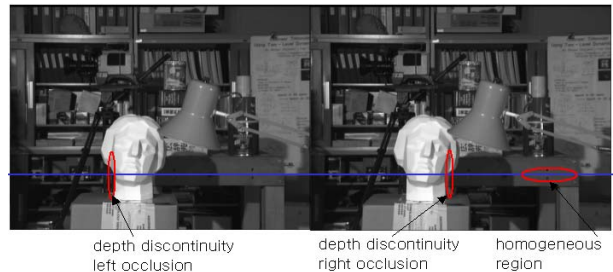 depth discontinuity
left occlusion
depth discontinuity
right occlusion
homogeneous
region